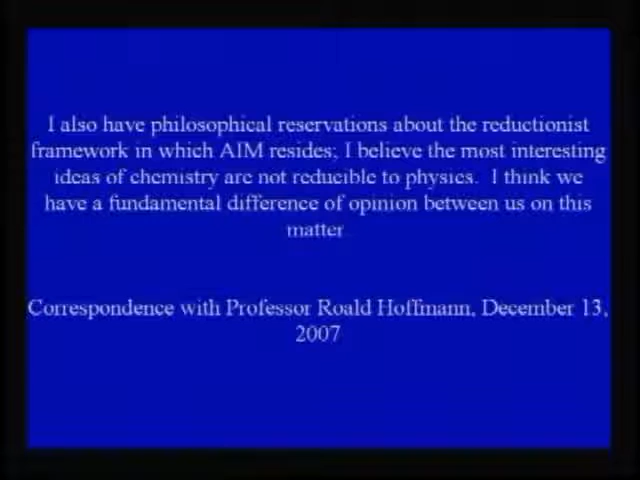 I also have philosophical reservations about the reductionist
framework in which AIM resides; I believe the most interesting
ideas of chemistry are not reducible to physics. I think we
have a fundamental difference of opinion between us on this
matter
Correspondence with Professor Roald Hoffmann, December 13,
2007